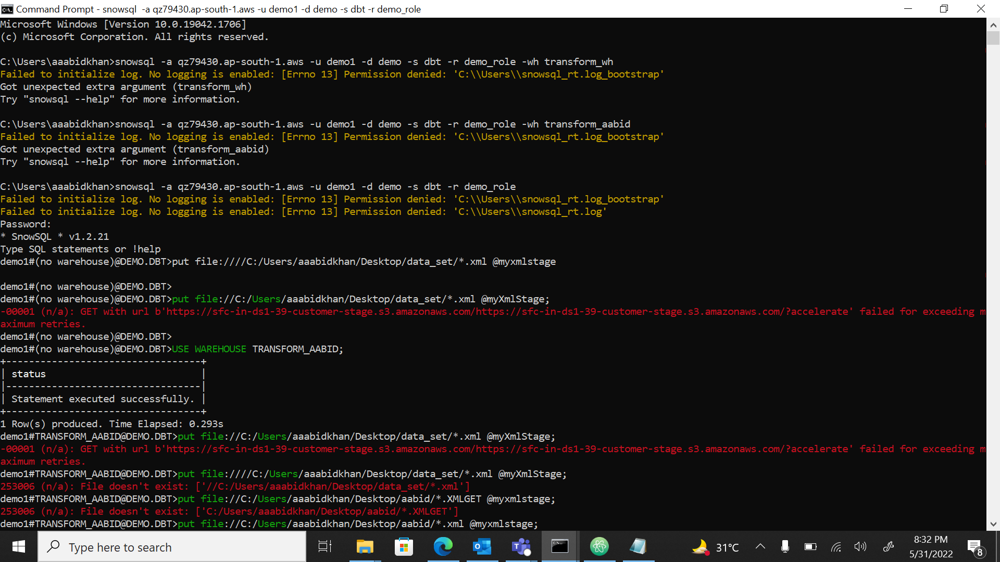 Command Prompt - snowsql  -a qz79430.ap-south-1.aws -u demo1 -d demo -s dbt -r demo_role
Microsoft Windows [Version 10.0.19042.1706]
(c) Microsoft Corporation. All rights reserved.
C:\Users\aaabidkhan>snowsql -a qz79430.ap-south-1.aws -u demo1 -d demo -s dbt -r demo_role -wh transform_wh
Failed to initialize log. No logging is enabled: [Errno 13] Permission denied: 'C:\\Users\\snowsql_rt.log_bootstrap'
Got unexpected extra argument (transform_wh)
Try "snowsql --help" for more information.
C:\Users\aaabidkhan>snowsql -a qz79430.ap-south-1.aws -u demo1 -d demo -s dbt -r demo_role -wh transform_aabid
Failed to initialize log. No logging is enabled: [Errno 13] Permission denied: 'C:\\Users\\snowsql_rt.log_bootstrap'
Got unexpected extra argument (transform_aabid)
Try "snowsql --help" for more information.
C:\Users\aaabidkhan>snowsql -a qz79430.ap-south-1.aws -u demo1 -d demo -s dbt -r demo_role
Failed to initialize log. No logging is enabled: [Errno 13] Permission denied: 'C:\\Users\\snowsql_rt.log_bootstrap'
Failed to initialize log. No logging is enabled: [Errno 13] Permission denied: 'C:\\Users\\snowsql_rt.log'
Password:
* SnowSQL * v1.2.21
Type SQL statements or !help
demo1#(no warehouse)@DEMO.DBT>put file:////C:/Users/aaabidkhan/Desktop/data_set/*.xml @myxmlstage
demo1#(no warehouse)@DEMO.DBT>
demo1#(no warehouse)@DEMO.DBT>put file://C:/Users/aaabidkhan/Desktop/data_set/*.xml @myXmlStage;
-00001 (n/a): GET with url b'https://sfc-in-ds1-39-customer-stage.s3.amazonaws.com/https://sfc-in-ds1-39-customer-stage.s3.amazonaws.com/?accelerate' failed for exceeding m
aximum retries.
demo1#(no warehouse)@DEMO.DBT>
demo1#(no warehouse)@DEMO.DBT>USE WAREHOUSE TRANSFORM_AABID;
+----------------------------------+
| status                           |
|----------------------------------|
| Statement executed successfully. |
+----------------------------------+
1 Row(s) produced. Time Elapsed: 0.293s
demo1#TRANSFORM_AABID@DEMO.DBT>put file://C:/Users/aaabidkhan/Desktop/data_set/*.xml @myXmlStage;
-00001 (n/a): GET with url b'https://sfc-in-ds1-39-customer-stage.s3.amazonaws.com/https://sfc-in-ds1-39-customer-stage.s3.amazonaws.com/?accelerate' failed for exceeding m
aximum retries.
demo1#TRANSFORM_AABID@DEMO.DBT>put file:////C:/Users/aaabidkhan/Desktop/data_set/*.xml @myXmlStage;
253006 (n/a): File doesn't exist: ['//C:/Users/aaabidkhan/Desktop/data_set/*.xml']
demo1#TRANSFORM_AABID@DEMO.DBT>put file://C:/Users/aaabidkhan/Desktop/aabid/*.XMLGET @myxmlstage;
253006 (n/a): File doesn't exist: ['C:/Users/aaabidkhan/Desktop/aabid/*.XMLGET']
demo1#TRANSFORM_AABID@DEMO.DBT>put file://C:/Users/aaabidkhan/Desktop/aabid/*.xml @myxmlstage;
Type here to search
31°C
8:32 PM
5/31/2022
8